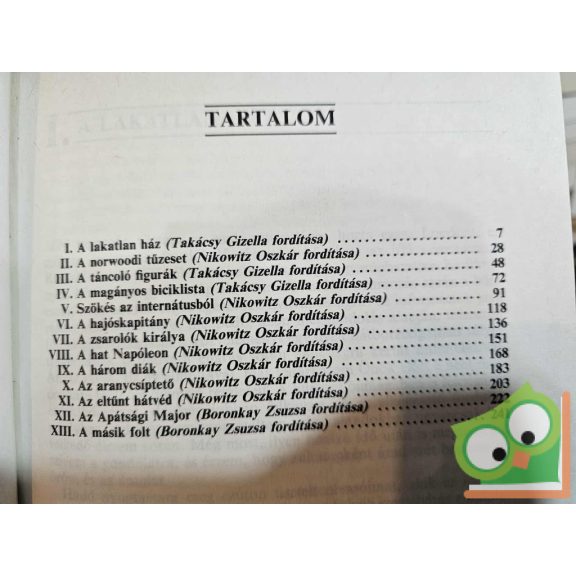 TARTALOM
I. A lakatlan ház (Takácsy Gizella fordítása) 7
II. A norwoodi tűzeset (Nikowitz Oszkár fordítása) 28
III. A táncoló figurák (Takácsy Gizella fordítása) 48
IV. A magányos biciklista (Takácsy Gizella fordítása) 72
V. Szökés az internátusból (Nikowitz Oszkár fordítása) 91
VI. A hajóskapitány (Nikowitz Oszkár fordítása) 118
VII. A zsarolók királya (Nikowitz Oszkár fordítása) 136
VIII. A hat Napóleon (Nikowitz Oszkár fordítása) 151
IX. A három diák (Nikowitz Oszkár fordítása) 168
X. Az aranycsíptető (Nikowitz Oszkár fordítása) 183
XI. Az eltűnt hátvéd (Nikowitz Oszkár fordítása) 203
XII. Az Apátsági Major (Boronkay Zsuzsa fordítása) 222
XIII. A másik folt (Boronkay Zsuzsa fordítása) 241